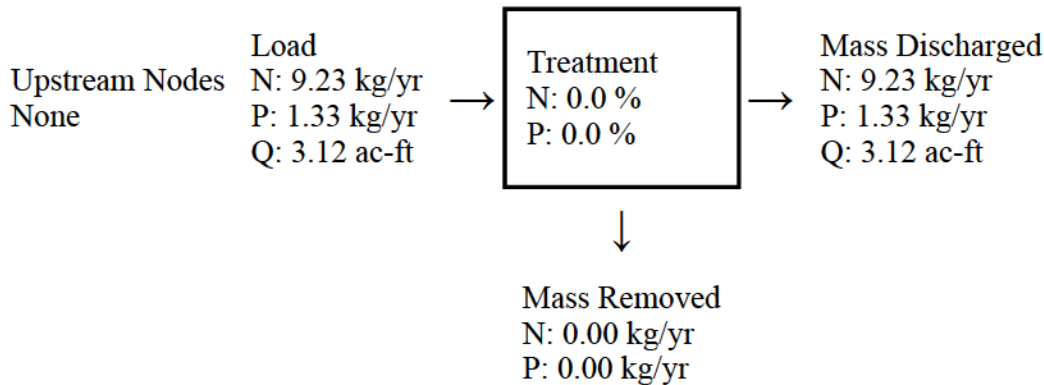 Upstream Nodes
None
Load
N: 9.23 kg/yr
P: 1.33 kg/yr
Q: 3.12 ac-ft
→
Treatment
N: 0.0 %
P: 0.0 %
→
Mass Discharged
N: 9.23 kg/yr
P: 1.33 kg/yr
Q: 3.12 ac-ft
↓
Mass Removed
N: 0.00 kg/yr
P: 0.00 kg/yr